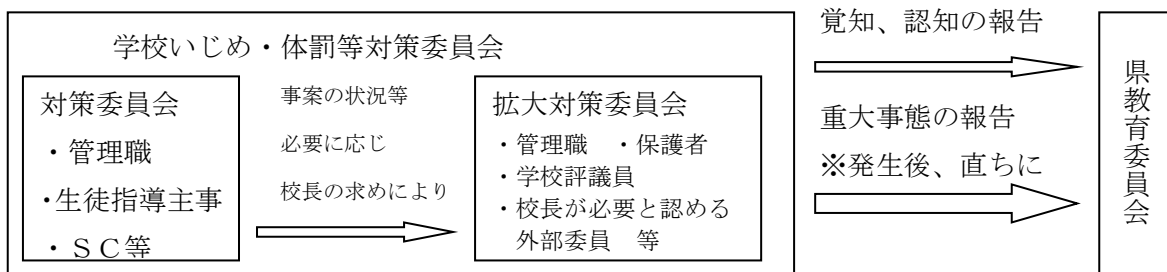 学校いじめ・体罰等対策委員会
対策委員会
・管理職
・生徒指導主事
・ＳＣ等
事案の状況等
必要に応じ
校長の求めにより
拡大対策委員会
・管理職　・保護者
・学校評議員
・校長が必要と認める
外部委員　等
覚知、認知の報告
重大事態の報告
※発生後、直ちに
県教育委員会